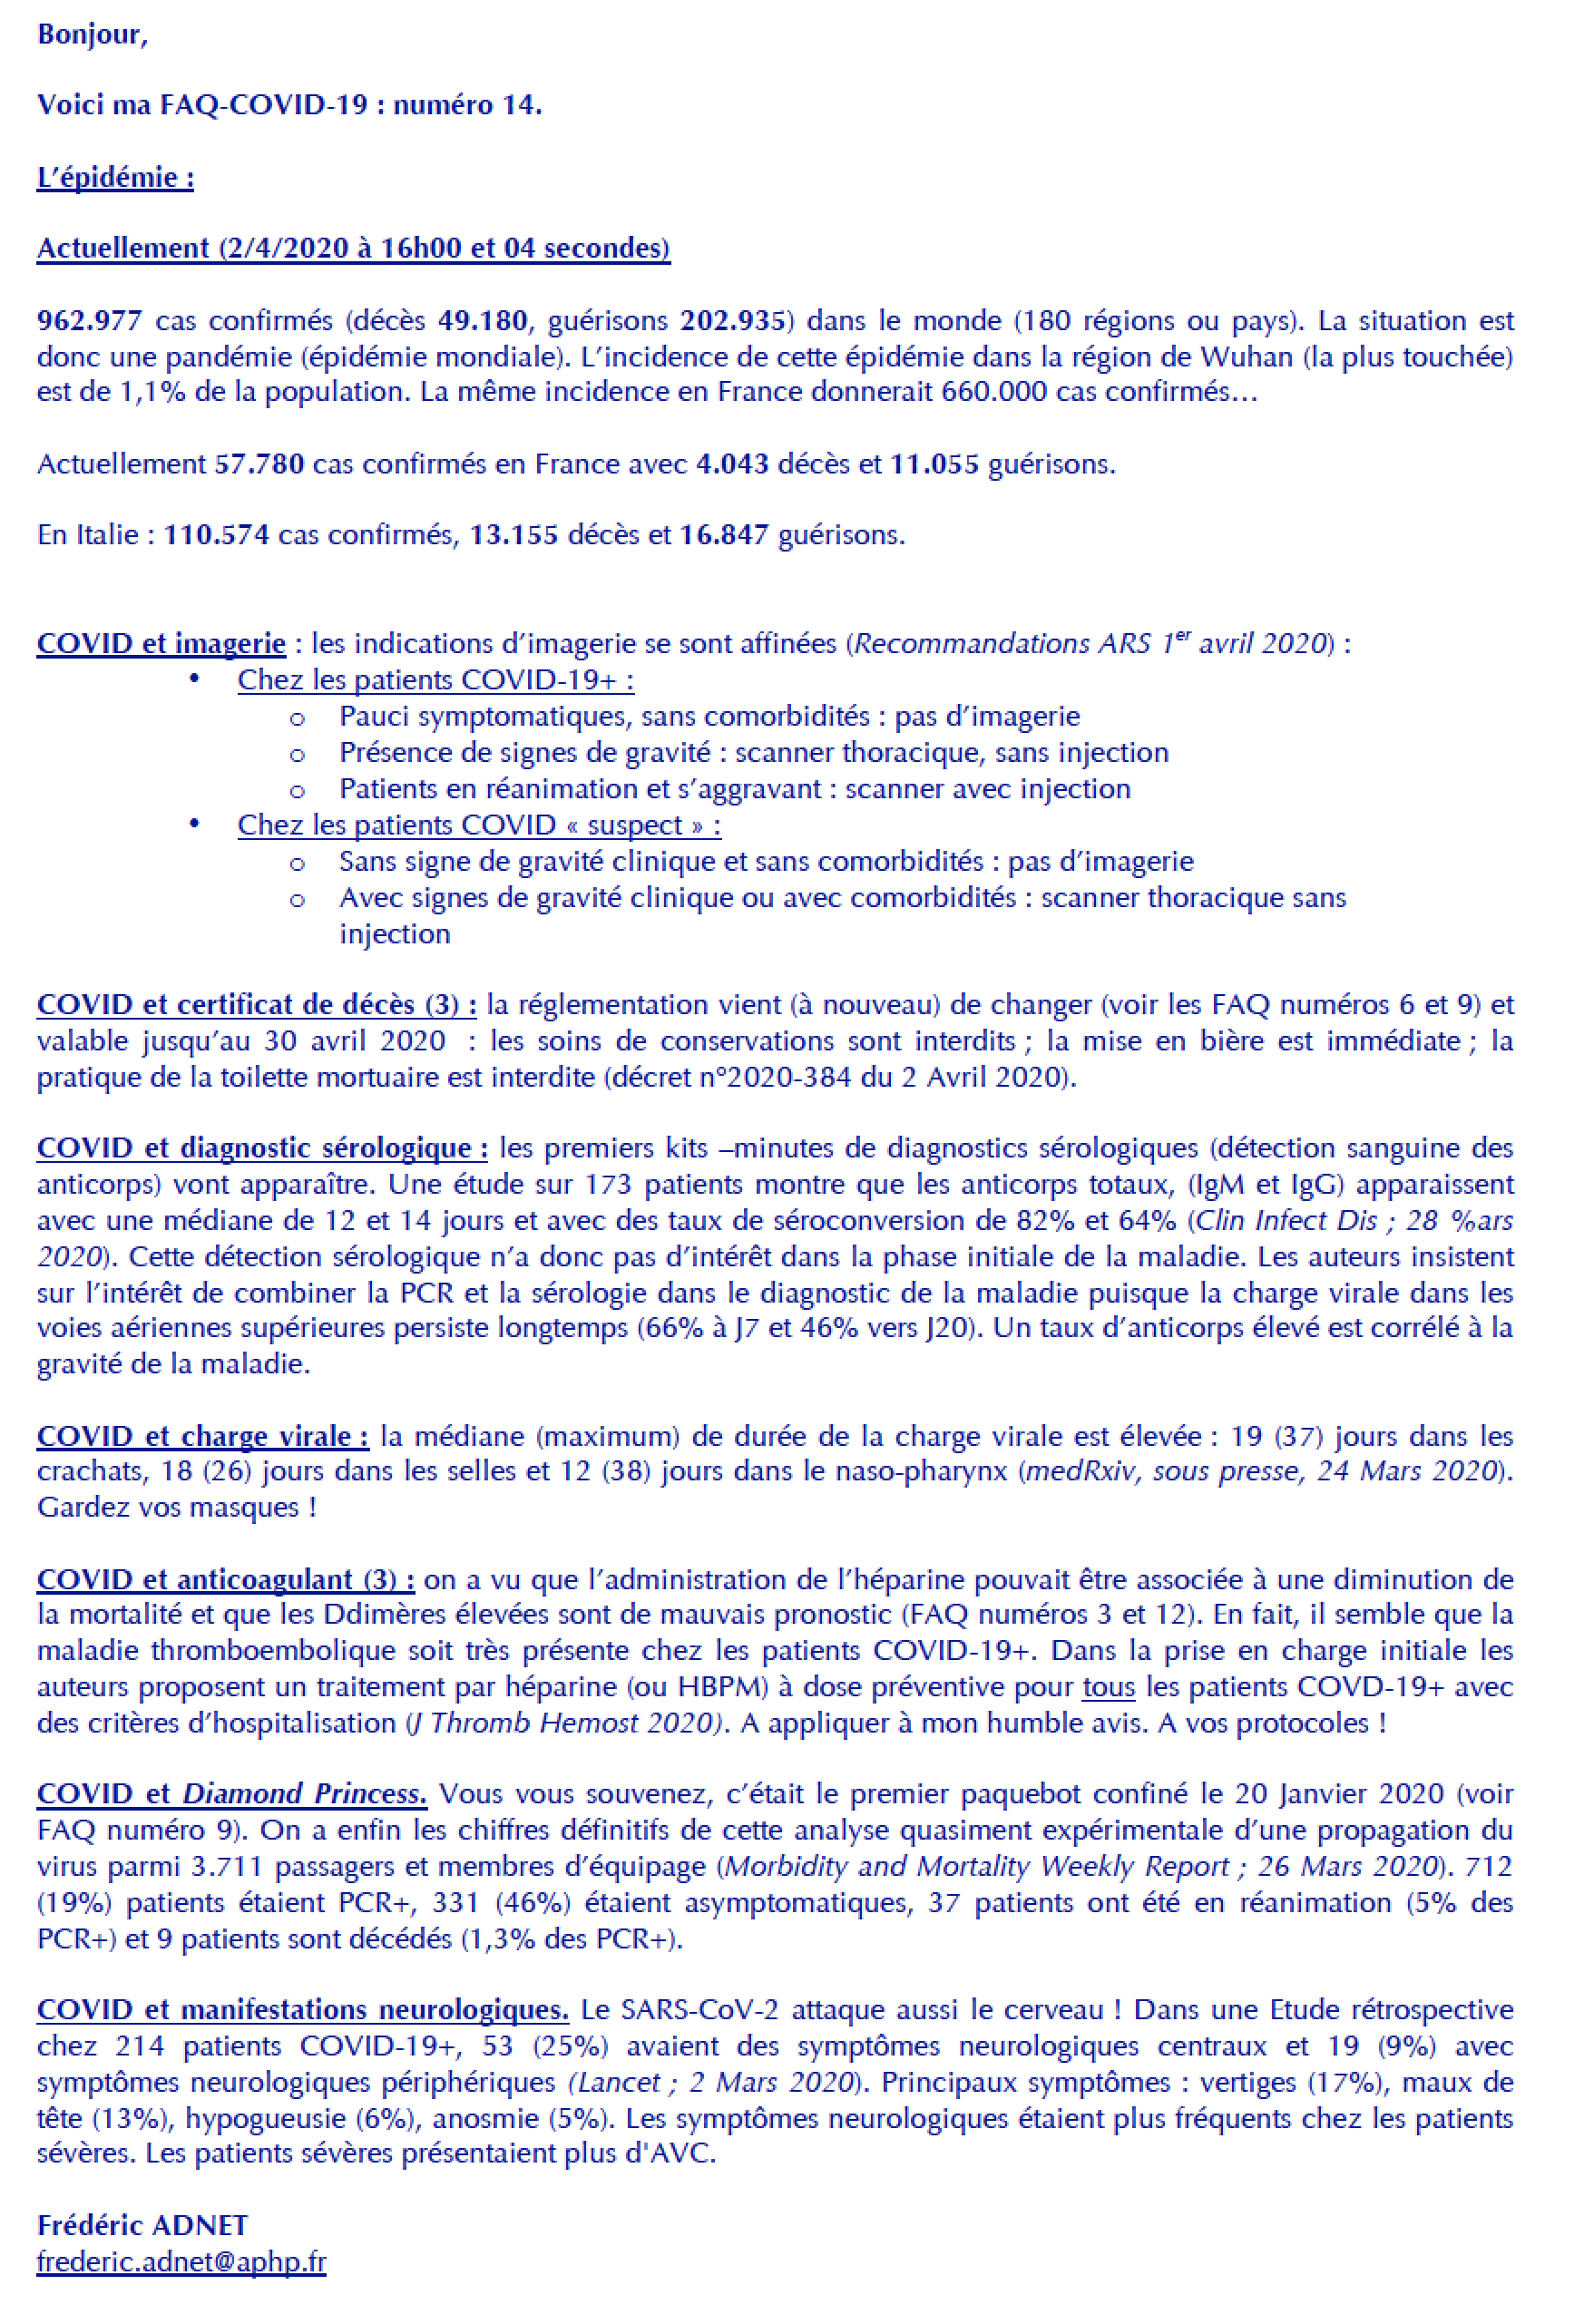 Bonjour,
Voici ma FAQ-COVID-19 : numéro 14.
L’épidémie :
Actuellement (2/4/2020 à 16h00 et 04 secondes)
962.977 cas confirmés (décès 49.180, guérisons 202.935) dans le monde (180 régions ou pays). La situation est
donc une pandémie (épidémie mondiale). L’incidence de cette épidémie dans la région de Wuhan (la plus touchée)
est de 1,1% de la population. La même incidence en France donnerait 660.000 cas confirmés…
Actuellement 57.780 cas confirmés en France avec 4.043 décès et 11.055 guérisons.
En Italie : 110.574 cas confirmés, 13.155 décès et 16.847 guérisons.
COVID et imagerie : les indications d’imagerie se sont affinées (Recommandations ARS 1er avril 2020) :
• Chez les patients COVID-19+ :
o Pauci symptomatiques, sans comorbidités : pas d’imagerie
o Présence de signes de gravité : scanner thoracique, sans injection
o Patients en réanimation et s’aggravant : scanner avec injection
• Chez les patients COVID « suspect » :
o Sans signe de gravité clinique et sans comorbidités : pas d’imagerie
o Avec signes de gravité clinique ou avec comorbidités : scanner thoracique sans
injection
COVID et certificat de décès (3) : la réglementation vient (à nouveau) de changer (voir les FAQ numéros 6 et 9) et
valable jusqu’au 30 avril 2020 : les soins de conservations sont interdits ; la mise en bière est immédiate ; la
pratique de la toilette mortuaire est interdite (décret n°2020-384 du 2 Avril 2020).
COVID et diagnostic sérologique : les premiers kits –minutes de diagnostics sérologiques (détection sanguine des
anticorps) vont apparaître. Une étude sur 173 patients montre que les anticorps totaux, (IgM et IgG) apparaissent
avec une médiane de 12 et 14 jours et avec des taux de séroconversion de 82% et 64% (Clin Infect Dis ; 28 %ars
2020). Cette détection sérologique n’a donc pas d’intérêt dans la phase initiale de la maladie. Les auteurs insistent
sur l’intérêt de combiner la PCR et la sérologie dans le diagnostic de la maladie puisque la charge virale dans les
voies aériennes supérieures persiste longtemps (66% à J7 et 46% vers J20). Un taux d’anticorps élevé est corrélé à la
gravité de la maladie.
COVID et charge virale : la médiane (maximum) de durée de la charge virale est élevée : 19 (37) jours dans les
crachats, 18 (26) jours dans les selles et 12 (38) jours dans le naso-pharynx (medRxiv, sous presse, 24 Mars 2020).
Gardez vos masques !
COVID et anticoagulant (3) : on a vu que l’administration de l’héparine pouvait être associée à une diminution de
la mortalité et que les Ddimères élevées sont de mauvais pronostic (FAQ numéros 3 et 12). En fait, il semble que la
maladie thromboembolique soit très présente chez les patients COVID-19+. Dans la prise en charge initiale les
auteurs proposent un traitement par héparine (ou HBPM) à dose préventive pour tous les patients COVD-19+ avec
des critères d’hospitalisation (J Thromb Hemost 2020). A appliquer à mon humble avis. A vos protocoles !
COVID et Diamond Princess. Vous vous souvenez, c’était le premier paquebot confiné le 20 Janvier 2020 (voir
FAQ numéro 9). On a enfin les chiffres définitifs de cette analyse quasiment expérimentale d’une propagation du
virus parmi 3.711 passagers et membres d’équipage (Morbidity and Mortality Weekly Report ; 26 Mars 2020). 712
(19%) patients étaient PCR+, 331 (46%) étaient asymptomatiques, 37 patients ont été en réanimation (5% des
PCR+) et 9 patients sont décédés (1,3% des PCR+).
COVID et manifestations neurologiques. Le SARS-CoV-2 attaque aussi le cerveau ! Dans une Etude rétrospective
chez 214 patients COVID-19+, 53 (25%) avaient des symptômes neurologiques centraux et 19 (9%) avec
symptômes neurologiques périphériques (Lancet ; 2 Mars 2020). Principaux symptômes : vertiges (17%), maux de
tête (13%), hypogueusie (6%), anosmie (5%). Les symptômes neurologiques étaient plus fréquents chez les patients
sévères. Les patients sévères présentaient plus d'AVC.
Frédéric ADNET
frederic.adnet@aphp.fr